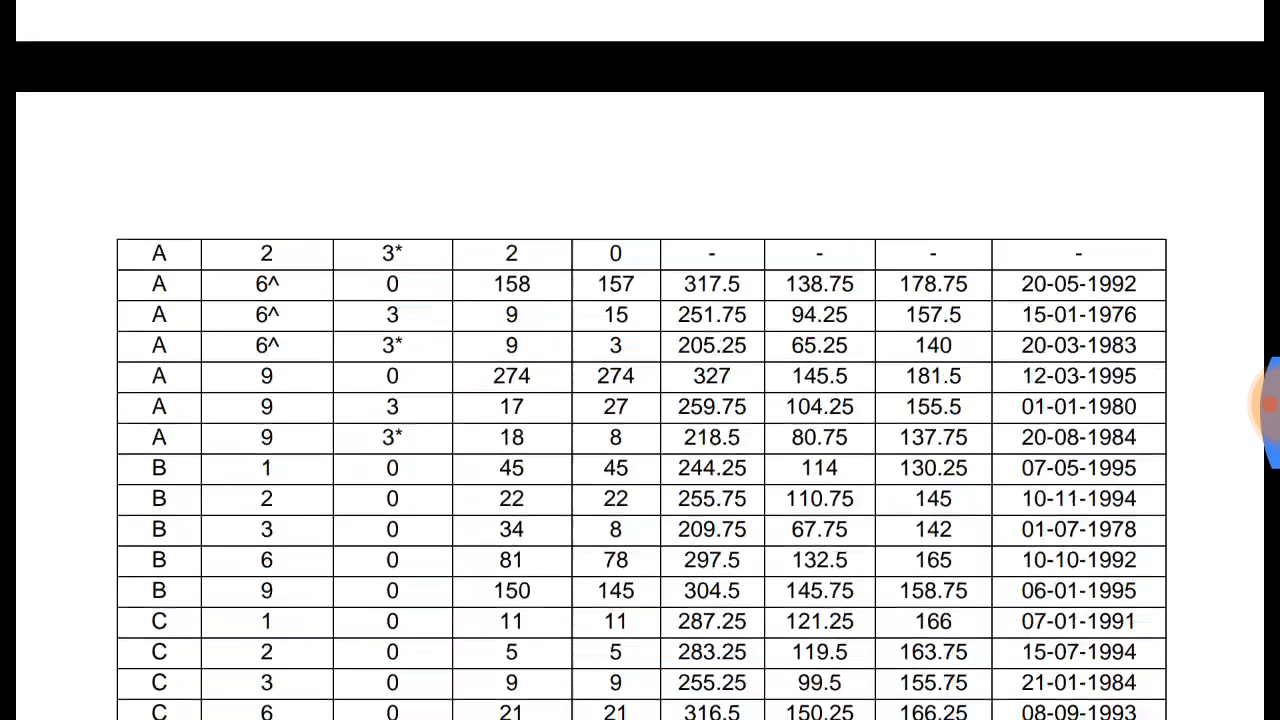 A 2 3* 2 0 - - - -
A 6^ 0 158 157 317.5 138.75 178.75 20-05-1992
A 6^ 3 9 15 251.75 94.25 157.5 15-01-1976
A 6^ 3* 9 3 205.25 65.25 140 20-03-1983
A 9 0 274 274 327 145.5 181.5 12-03-1995
A 9 3 17 27 259.75 104.25 155.5 01-01-1980
A 9 3* 18 8 218.5 80.75 137.75 20-08-1984
B 1 0 45 45 244.25 114 130.25 07-05-1995
B 2 0 22 22 255.75 110.75 145 10-11-1994
B 3 0 34 8 209.75 67.75 142 01-07-1978
B 6 0 81 78 297.5 132.5 165 10-10-1992
B 9 0 150 145 304.5 145.75 158.75 06-01-1995
C 1 0 11 11 287.25 121.25 166 07-01-1991
C 2 0 5 5 283.25 119.5 163.75 15-07-1994
C 3 0 9 9 255.25 99.5 155.75 21-01-1984
C 6 0 21 21 316.5 150.25 166.25 08-09-1993